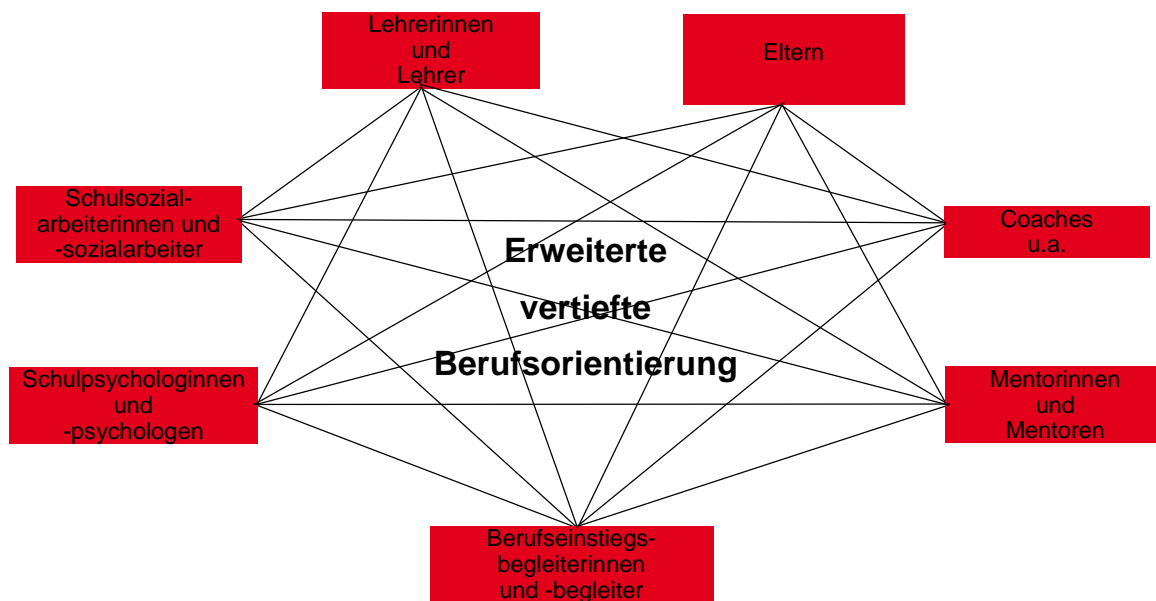 Lehrerinnen
und
Lehrer
Eltern
Schulsozial-
arbeiterinnen und
-sozialarbeiter
Coaches
u.a.
Erweiterte
vertiefte
Berufsorientierung
Schulpsychologinnen
und
-psychologen
Mentorinnen
und
Mentoren
Berufseinstiegs-
begleiterinnen
und -begleiter